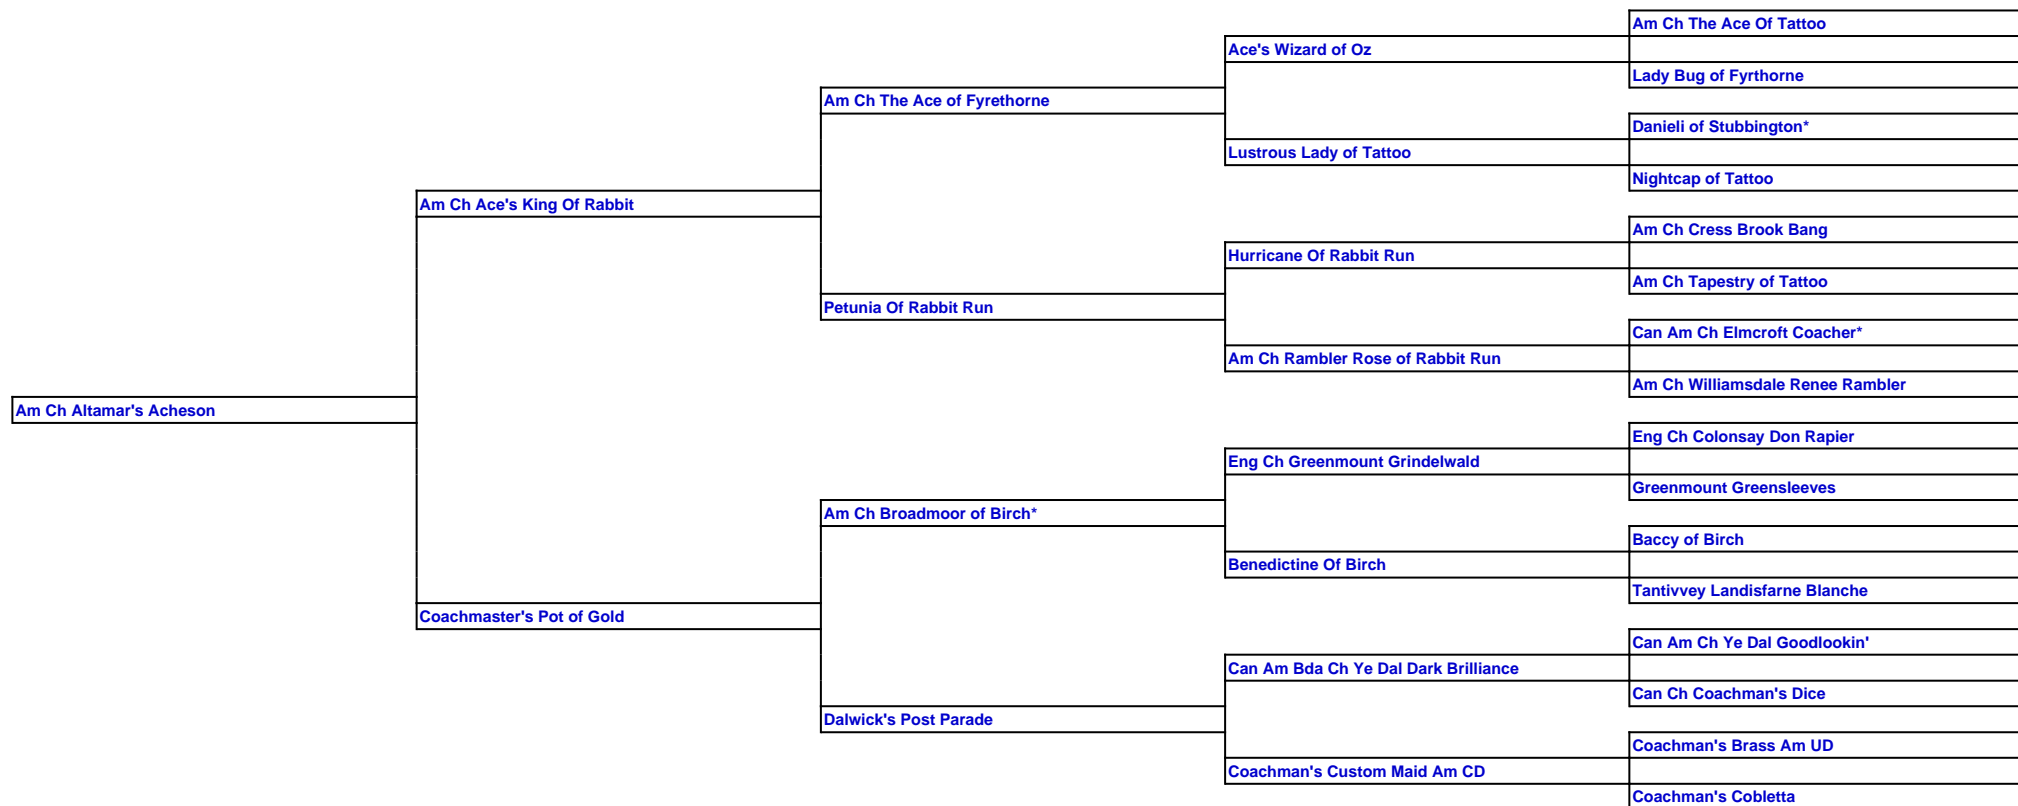 Am Ch The Ace Of Tattoo
Ace's Wizard of Oz
Lady Bug of Fyrthorne
Am Ch The Ace of Fyrethorne
Danieli of Stubbington*
Lustrous Lady of Tattoo
Nightcap of Tattoo
Am Ch Ace's King Of Rabbit
Am Ch Cress Brook Bang
Hurricane Of Rabbit Run
Am Ch Tapestry of Tattoo
Petunia Of Rabbit Run
Can Am Ch Elmcroft Coacher*
Am Ch Rambler Rose of Rabbit Run
Am Ch Williamsdale Renee Rambler
Am Ch Altamar's Acheson
Eng Ch Colonsay Don Rapier
Eng Ch Greenmount Grindelwald
Greenmount Greensleeves
Am Ch Broadmoor of Birch*
Baccy of Birch
Benedictine Of Birch
Tantivvey Landisfarne Blanche
Coachmaster's Pot of Gold
Can Am Ch Ye Dal Goodlookin'
Can Am Bda Ch Ye Dal Dark Brilliance
Can Ch Coachman's Dice
Dalwick's Post Parade
Coachman's Brass Am UD
Coachman's Custom Maid Am CD
Coachman's Cobletta